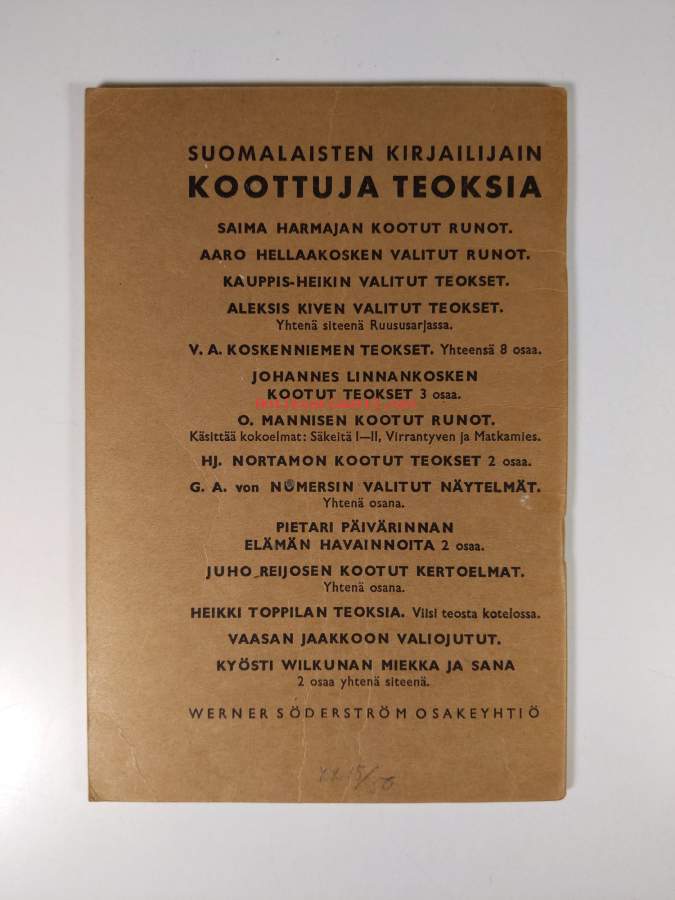 SUOMALAISTEN KIRJAILIJAIN
KOOTTUJA TEOKSIA
SAIMA HARMAJAN KOOTUT RUNOT.
AARO HELLAAKOSKEN VALITUT RUNOT.
KAUPPIS-HEIKIN VALITUT TEOKSET.
ALEKSIS KIVEN VALITUT TEOKSET.
Yhtenä siteenä Ruususarjassa.
V. A. KOSKENNIEMEN TEOKSET. Yhteensä 8 osaa.
JOHANNES LINNANKOSKEN
KOOTUT TEOKSET 3 osaa.
O. MANNISEN KOOTUT RUNOT.
Käsittää kokoelmat: Säkeitä I—II, Virrantyven ja Matkamies.
HJ. NORTAMON KOOTUT TEOKSET 2 osaa.
G. A. von NUMERSIN VALITUT NÄYTELMÄT.
Yhtenä osana.
PIETARI PÄIVÄRINNAN
ELÄMÄN HAVAINNOITA 2 osaa.
JUHO REIJOSEN KOOTUT KERTOELMAT.
Yhtenä osana.
HEIKKI TOPPILAN TEOKSIA. Viisi teosta kotelossa.
VAASAN JAAKKOON VALIOJUTUT.
KYÖSTI WILKUNAN MIEKKA JA SANA
2 osaa yhtenä siteenä.
WERNER SÖDERSTRÖM OSAKEYHTIÖ